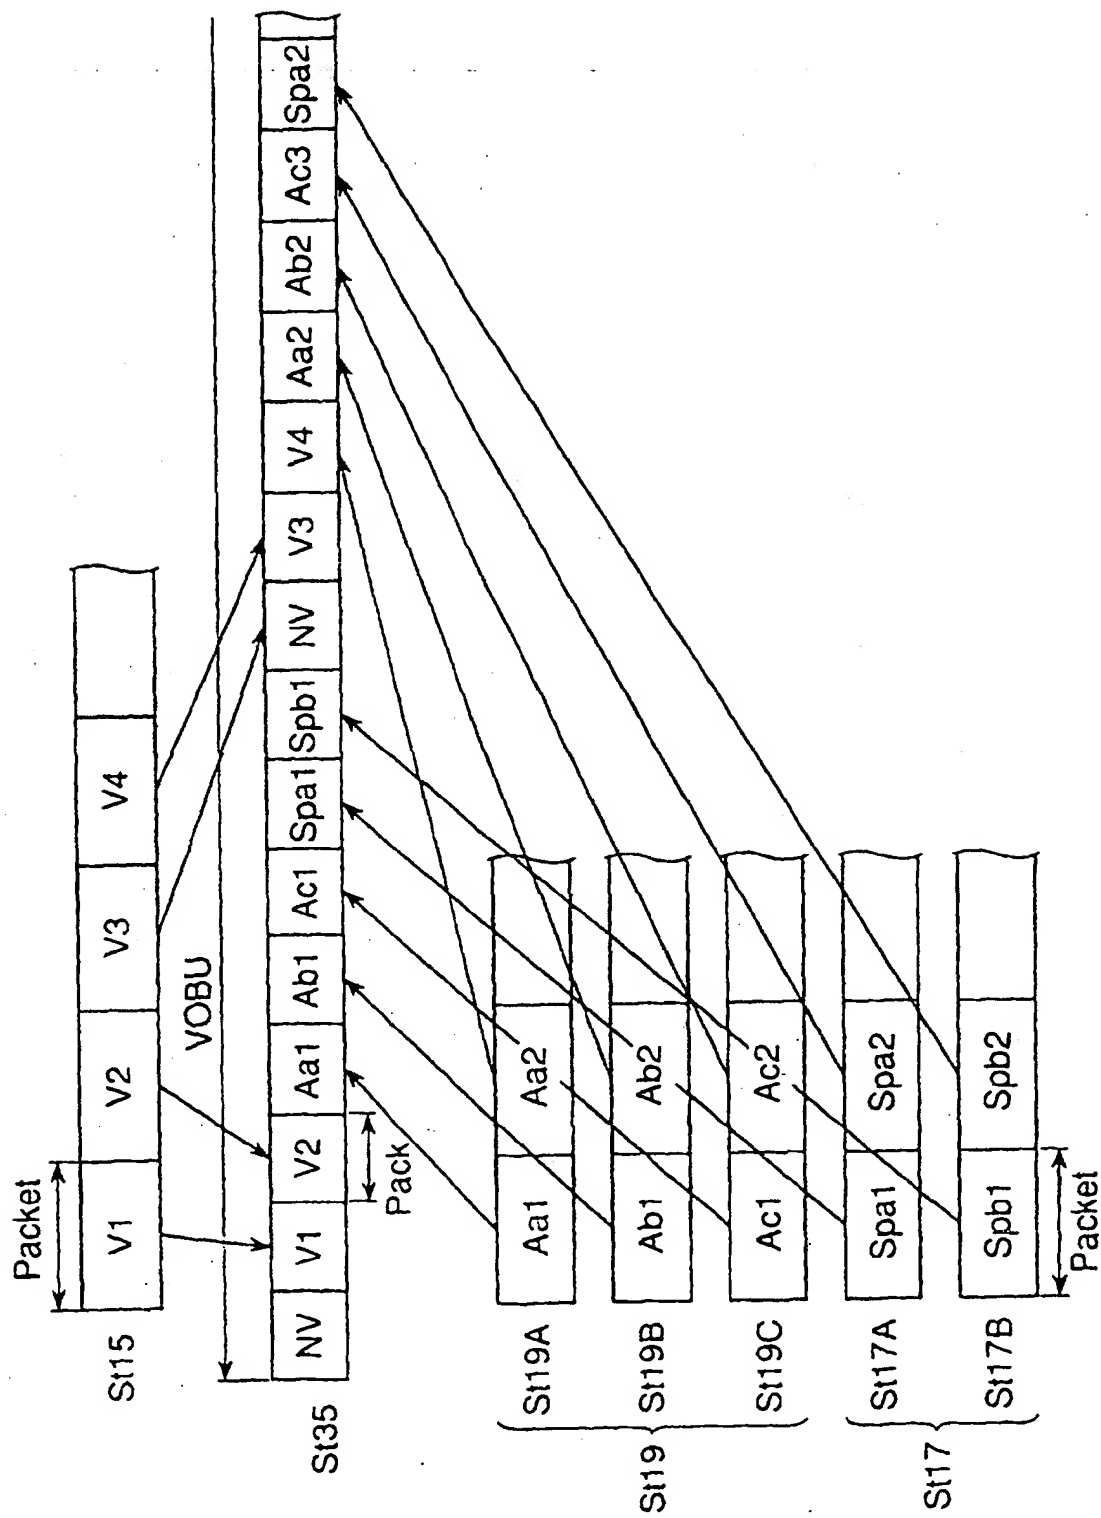 Packet
St15 V1 V2 V3 V4
VOBU
St35 NV V1 V2 Aa1 Ab1 Ac1 Spa1 Spb1 NV V3 V4 Aa2 Ab2 Ac3 Spa2
Pack
St19
St19A Aa1 Aa2
St19B Ab1 Ab2
St19C Ac1 Ac2
St17
St17A Spa1 Spa2
St17B Spb1 Spb2
Packet